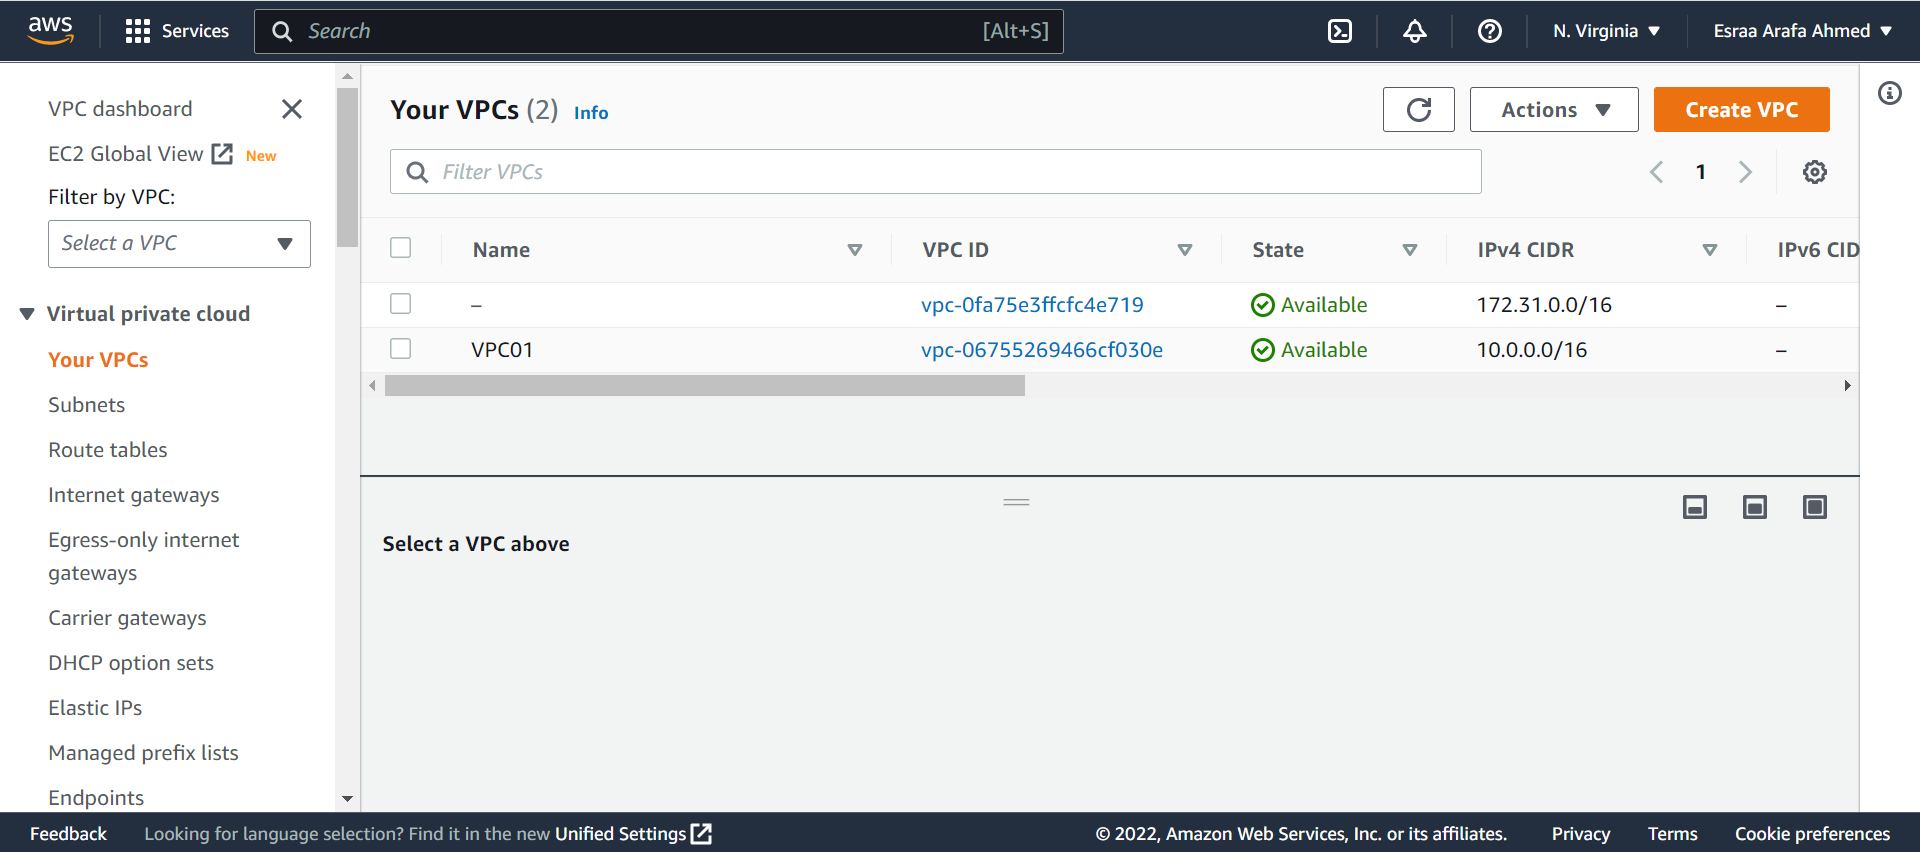 aws Services Search [Alt+S] N. Virginia Esraa Arafa Ahmed
VPC dashboard
EC2 Global View New
Filter by VPC:
Select a VPC
Virtual private cloud
Your VPCs
Subnets
Route tables
Internet gateways
Egress-only internet
gateways
Carrier gateways
DHCP option sets
Elastic IPs
Managed prefix lists
Endpoints
Your VPCs (2) Info Actions Create VPC
Filter VPCs 1
Name VPC ID State IPv4 CIDR IPv6 CID
– vpc-0fa75e3ffcfc4e719 Available 172.31.0.0/16 –
VPC01 vpc-06755269466cf030e Available 10.0.0.0/16 –
Select a VPC above
Feedback Looking for language selection? Find it in the new Unified Settings © 2022, Amazon Web Services, Inc. or its affiliates. Privacy Terms Cookie preferences